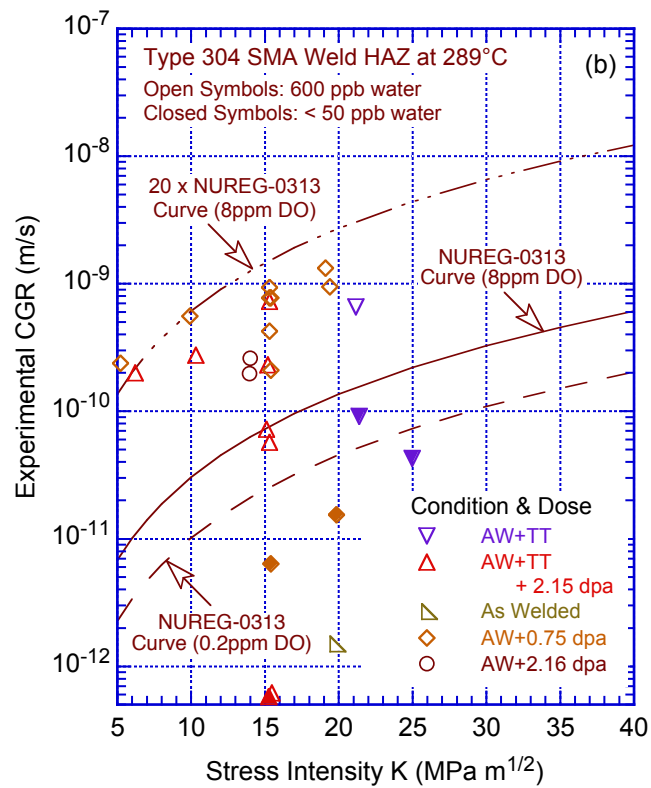 10⁻⁷
Type 304 SMA Weld HAZ at 289°C
(b)
Open Symbols: 600 ppb water
Closed Symbols: < 50 ppb water
10⁻⁸
20 x NUREG-0313
Curve (8ppm DO)
NUREG-0313
Curve (8ppm DO)
10⁻⁹
Experimental CGR (m/s)
10⁻¹⁰
Condition & Dose
AW+TT
10⁻¹¹
AW+TT
+ 2.15 dpa
NUREG-0313
Curve (0.2ppm DO)
As Welded
AW+0.75 dpa
10⁻¹²
AW+2.16 dpa
5 10 15 20 25 30 35 40
Stress Intensity K (MPa m¹/²)